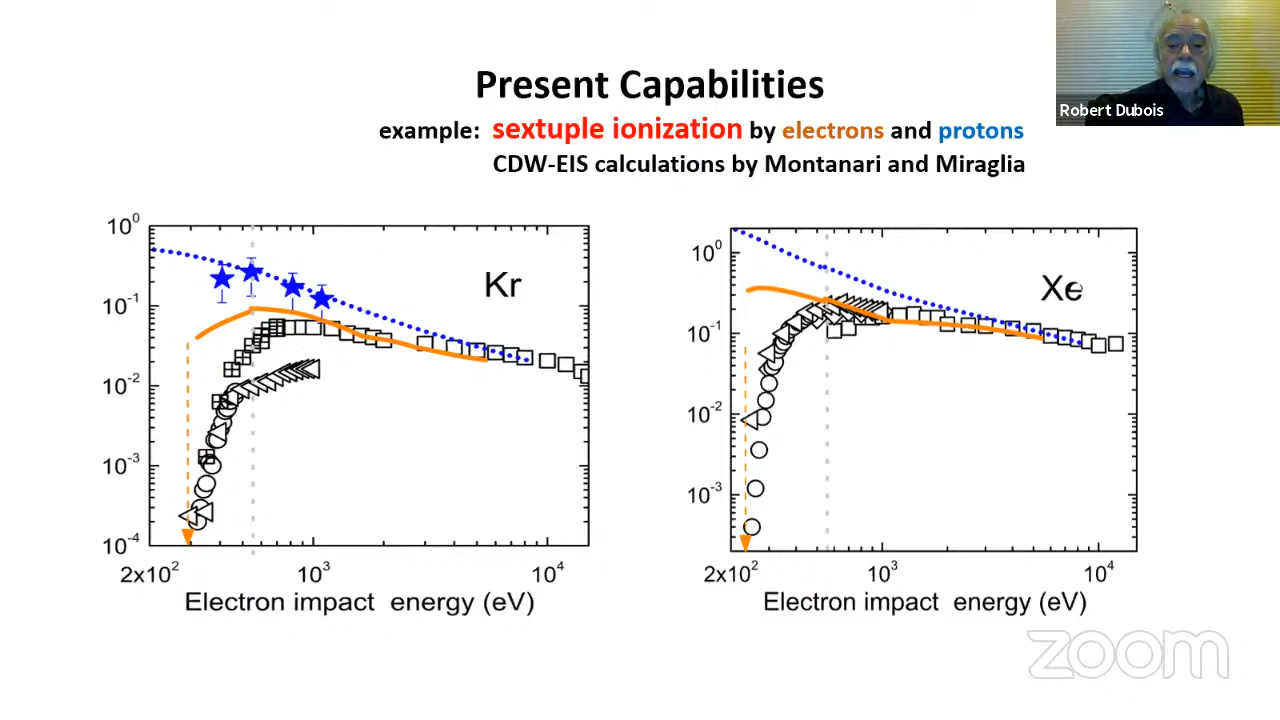 Present Capabilities
example: sextuple ionization by electrons and protons
CDW-EIS calculations by Montanari and Miraglia
Robert Dubois
Kr
10^0
10^-1
10^-2
10^-3
10^-4
2x10^2
10^3
10^4
Electron impact energy (eV)
Xe
10^0
10^-1
10^-2
10^-3
2x10^2
10^3
10^4
Electron impact energy (eV)
zoom